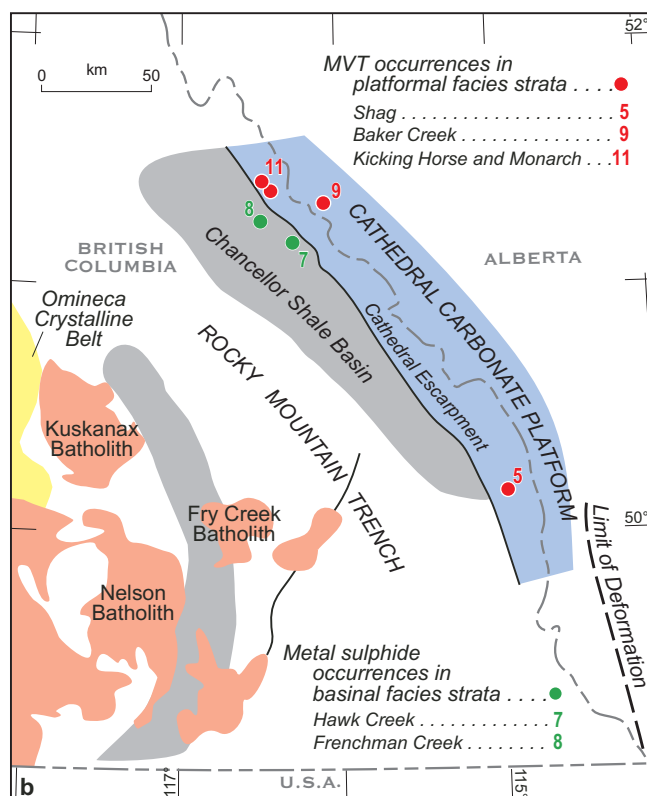 52°
km
0 50
MVT occurrences in
platformal facies strata . . . .
Shag . . . . . . . . . . . . . . . . . . . . . 5
Baker Creek . . . . . . . . . . . . . . . 9
Kicking Horse and Monarch . . . 11
11
9
8
7
CATHEDRAL CARBONATE PLATFORM
BRITISH
COLUMBIA
ALBERTA
Chancellor Shale Basin
Cathedral Escarpment
Omineca
Crystalline
Belt
ROCKY MOUNTAIN TRENCH
Kuskanax
Batholith
5
50°
Fry Creek
Batholith
Limit of Deformation
Nelson
Batholith
Metal sulphide
occurrences in
basinal facies strata . . . .
Hawk Creek . . . . . . . . . . . . . 7
Frenchman Creek . . . . . . . . 8
b
117°
U.S.A.
115°